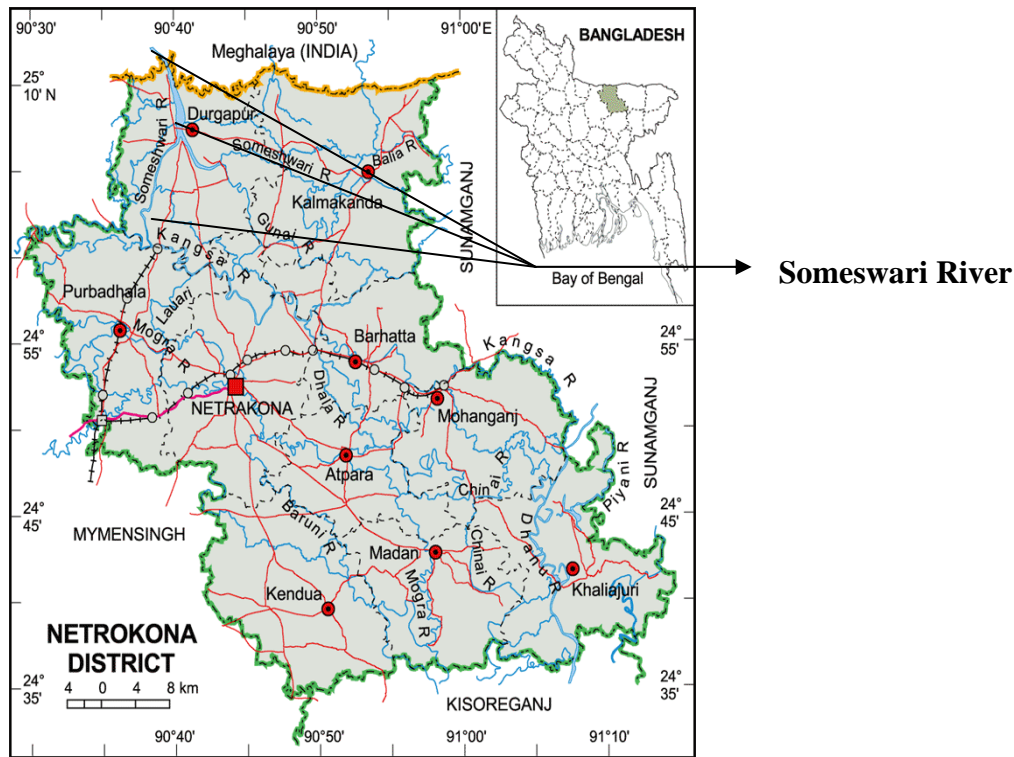 90°30' 90°40' 90°50' 91°00' E
Meghalaya (INDIA)
BANGLADESH
25°
10' N
Durgapur
Someshwari R
Someshwari R
Balia R
Kalmakanda
SUNAMGANJ
Gunai R
Kangsa R
Bay of Bengal
Someswari River
Purbadhala
Lauari
Mogra R
24°
55'
Barhatta
Kangsa R
24°
55'
NETRAKONA
Dhala R
Mohanganj
SUNAMGANJ
Atpara
Chinai R
Piyani R
24°
45'
24°
45'
MYMENSINGH
Baruni R
Madan
Chinai R
Dhanu R
Mogra R
Khaliajuri
Kendua
NETROKONA
DISTRICT
4 0 4 8 km
24°
35'
24°
35'
KISOREGANJ
90°40' 90°50' 91°00' 91°10'